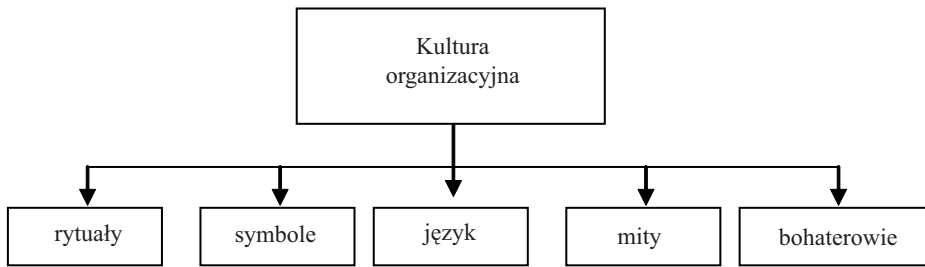 Kultura
organizacyjna
rytuały
symbole
język
mity
bohaterowie